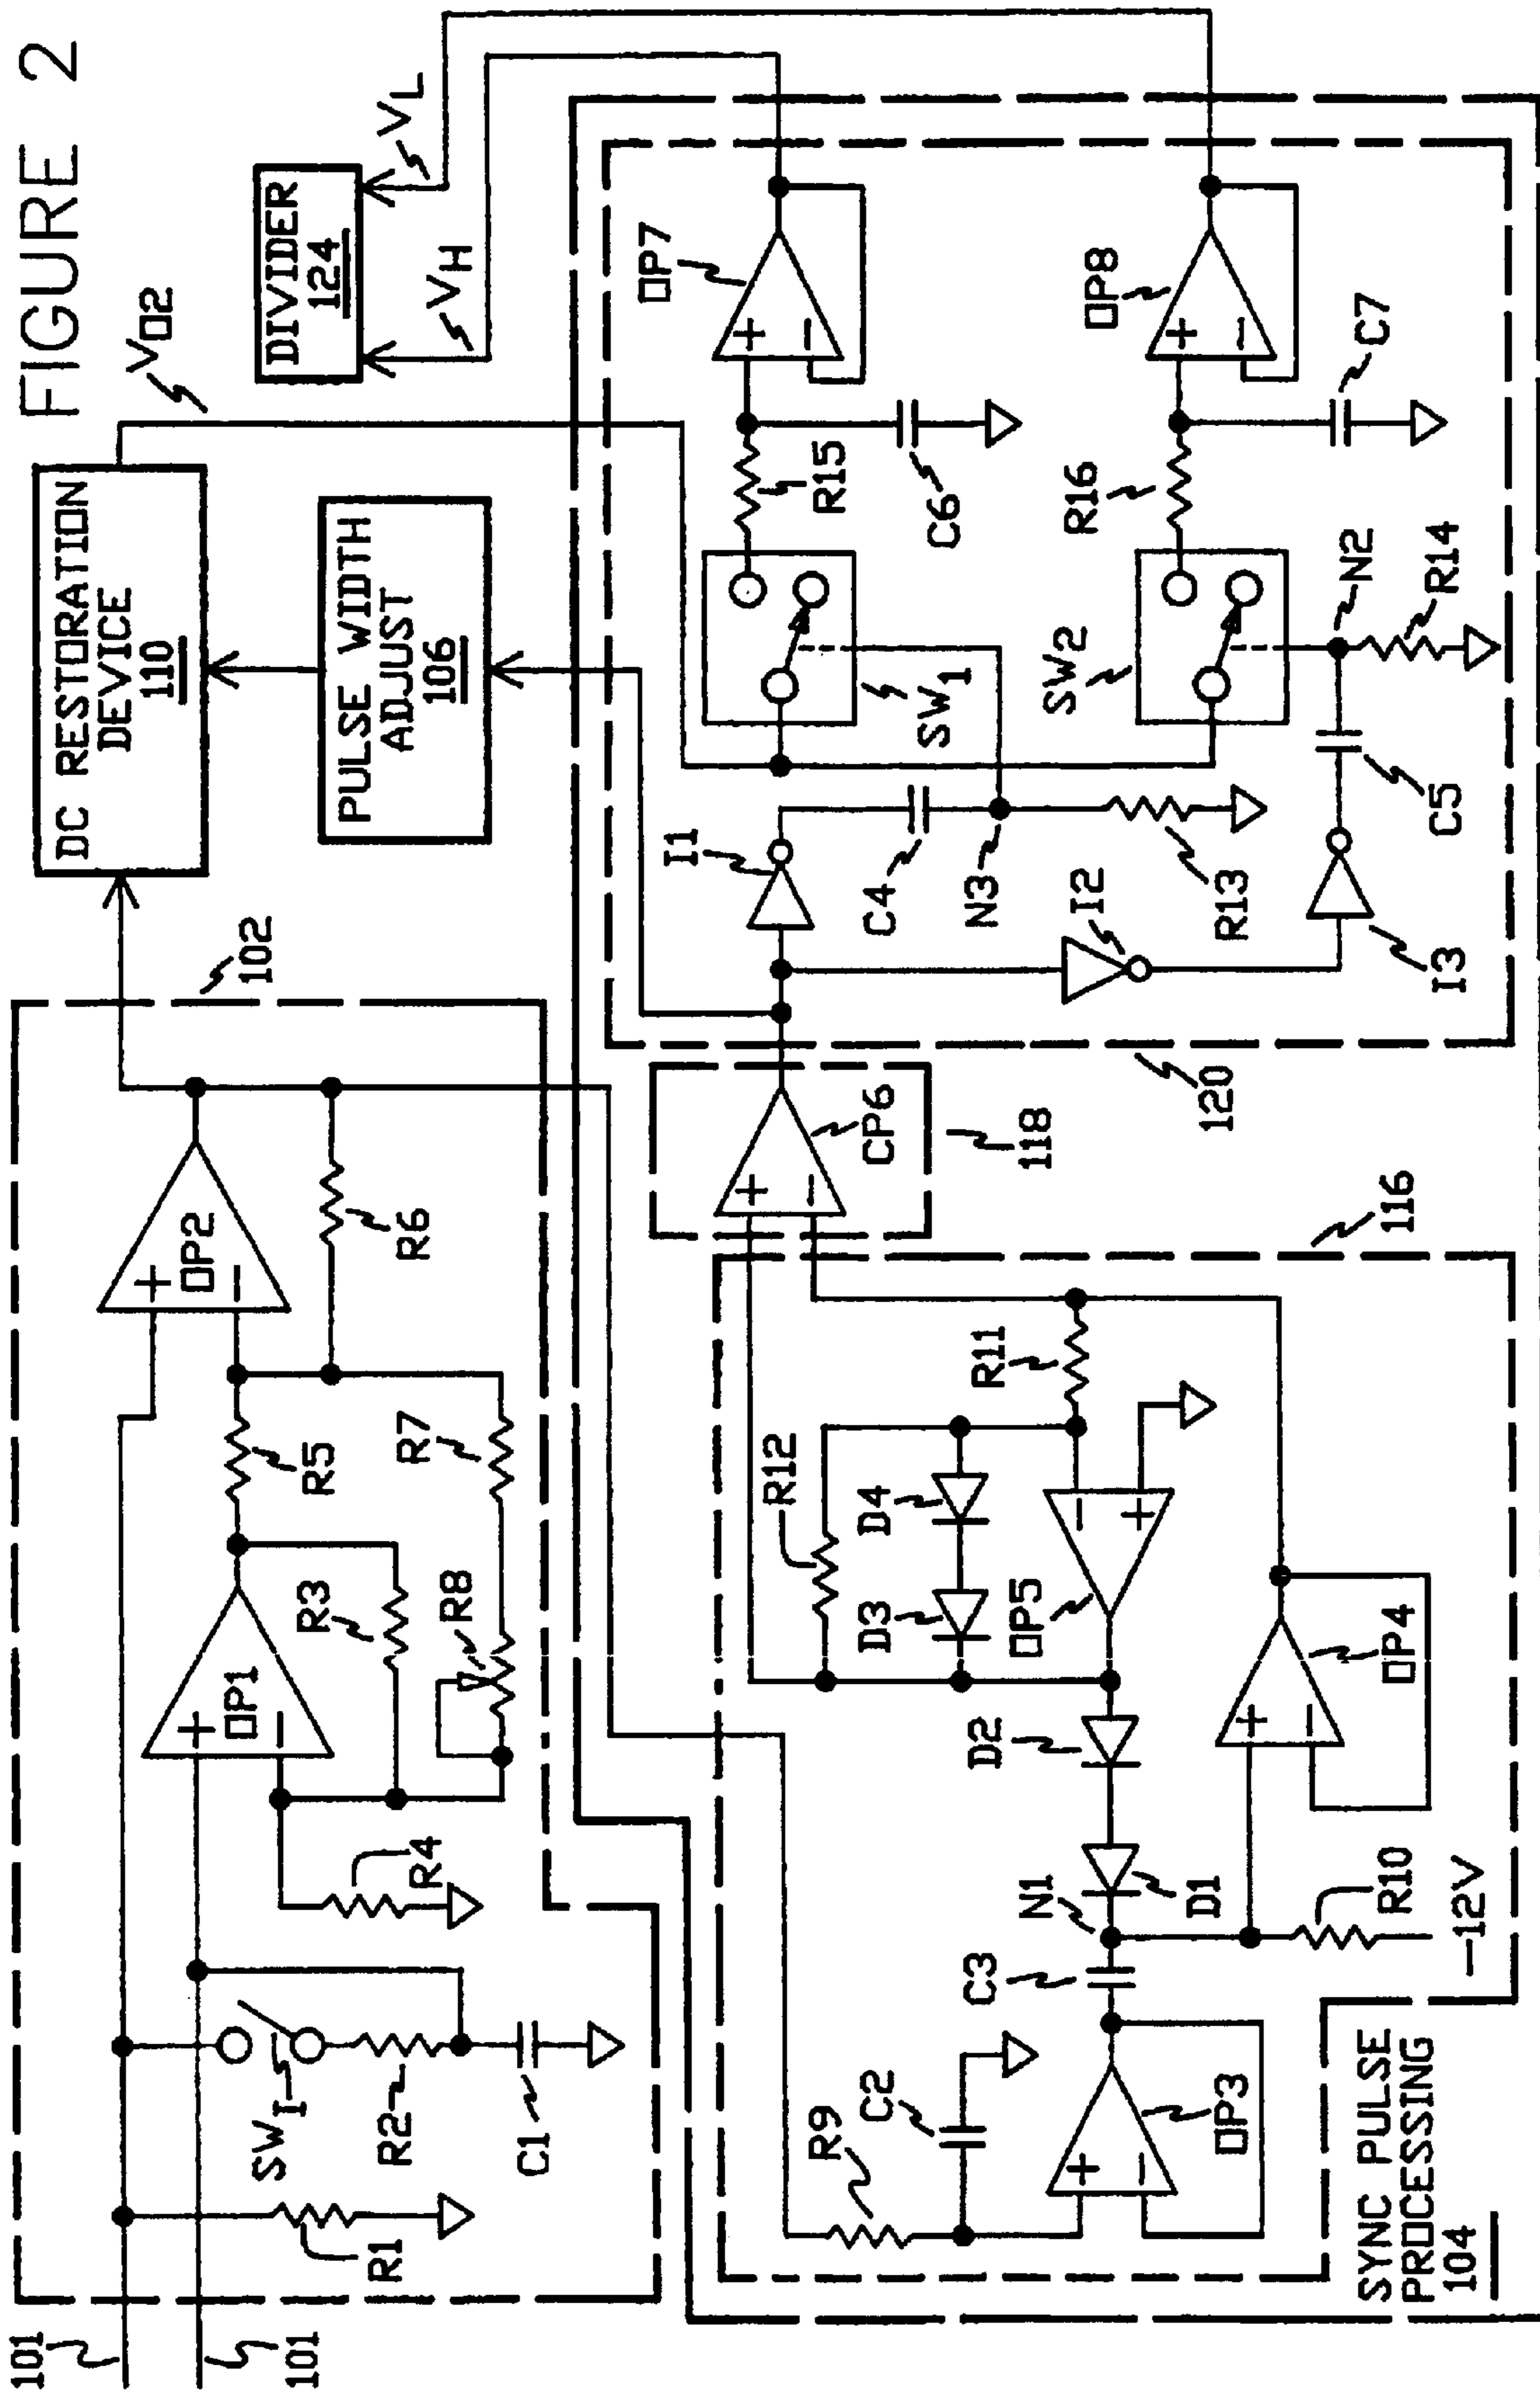 FIGURE 2
101
101
102
R1
SWI
R2
C1
R4
+
−
OP1
R3
R8
R5
R7
+
−
OP2
R6
DC RESTORATION
DEVICE
110
VO2
PULSE WIDTH
ADJUST
106
DIVIDER
124
VL
VH
SYNC PULSE
PROCESSING
104
R9
C2
+
−
OP3
C3
N1
D1
D2
R10
−12V
+
−
OP4
D3
D4
R12
OP5
−
+
R11
116
+
−
CP6
118
120
I1
C4
N3
R13
I2
I3
C5
N2
R14
SW1
SW2
R15
C6
+
−
OP7
R16
C7
+
−
OP8